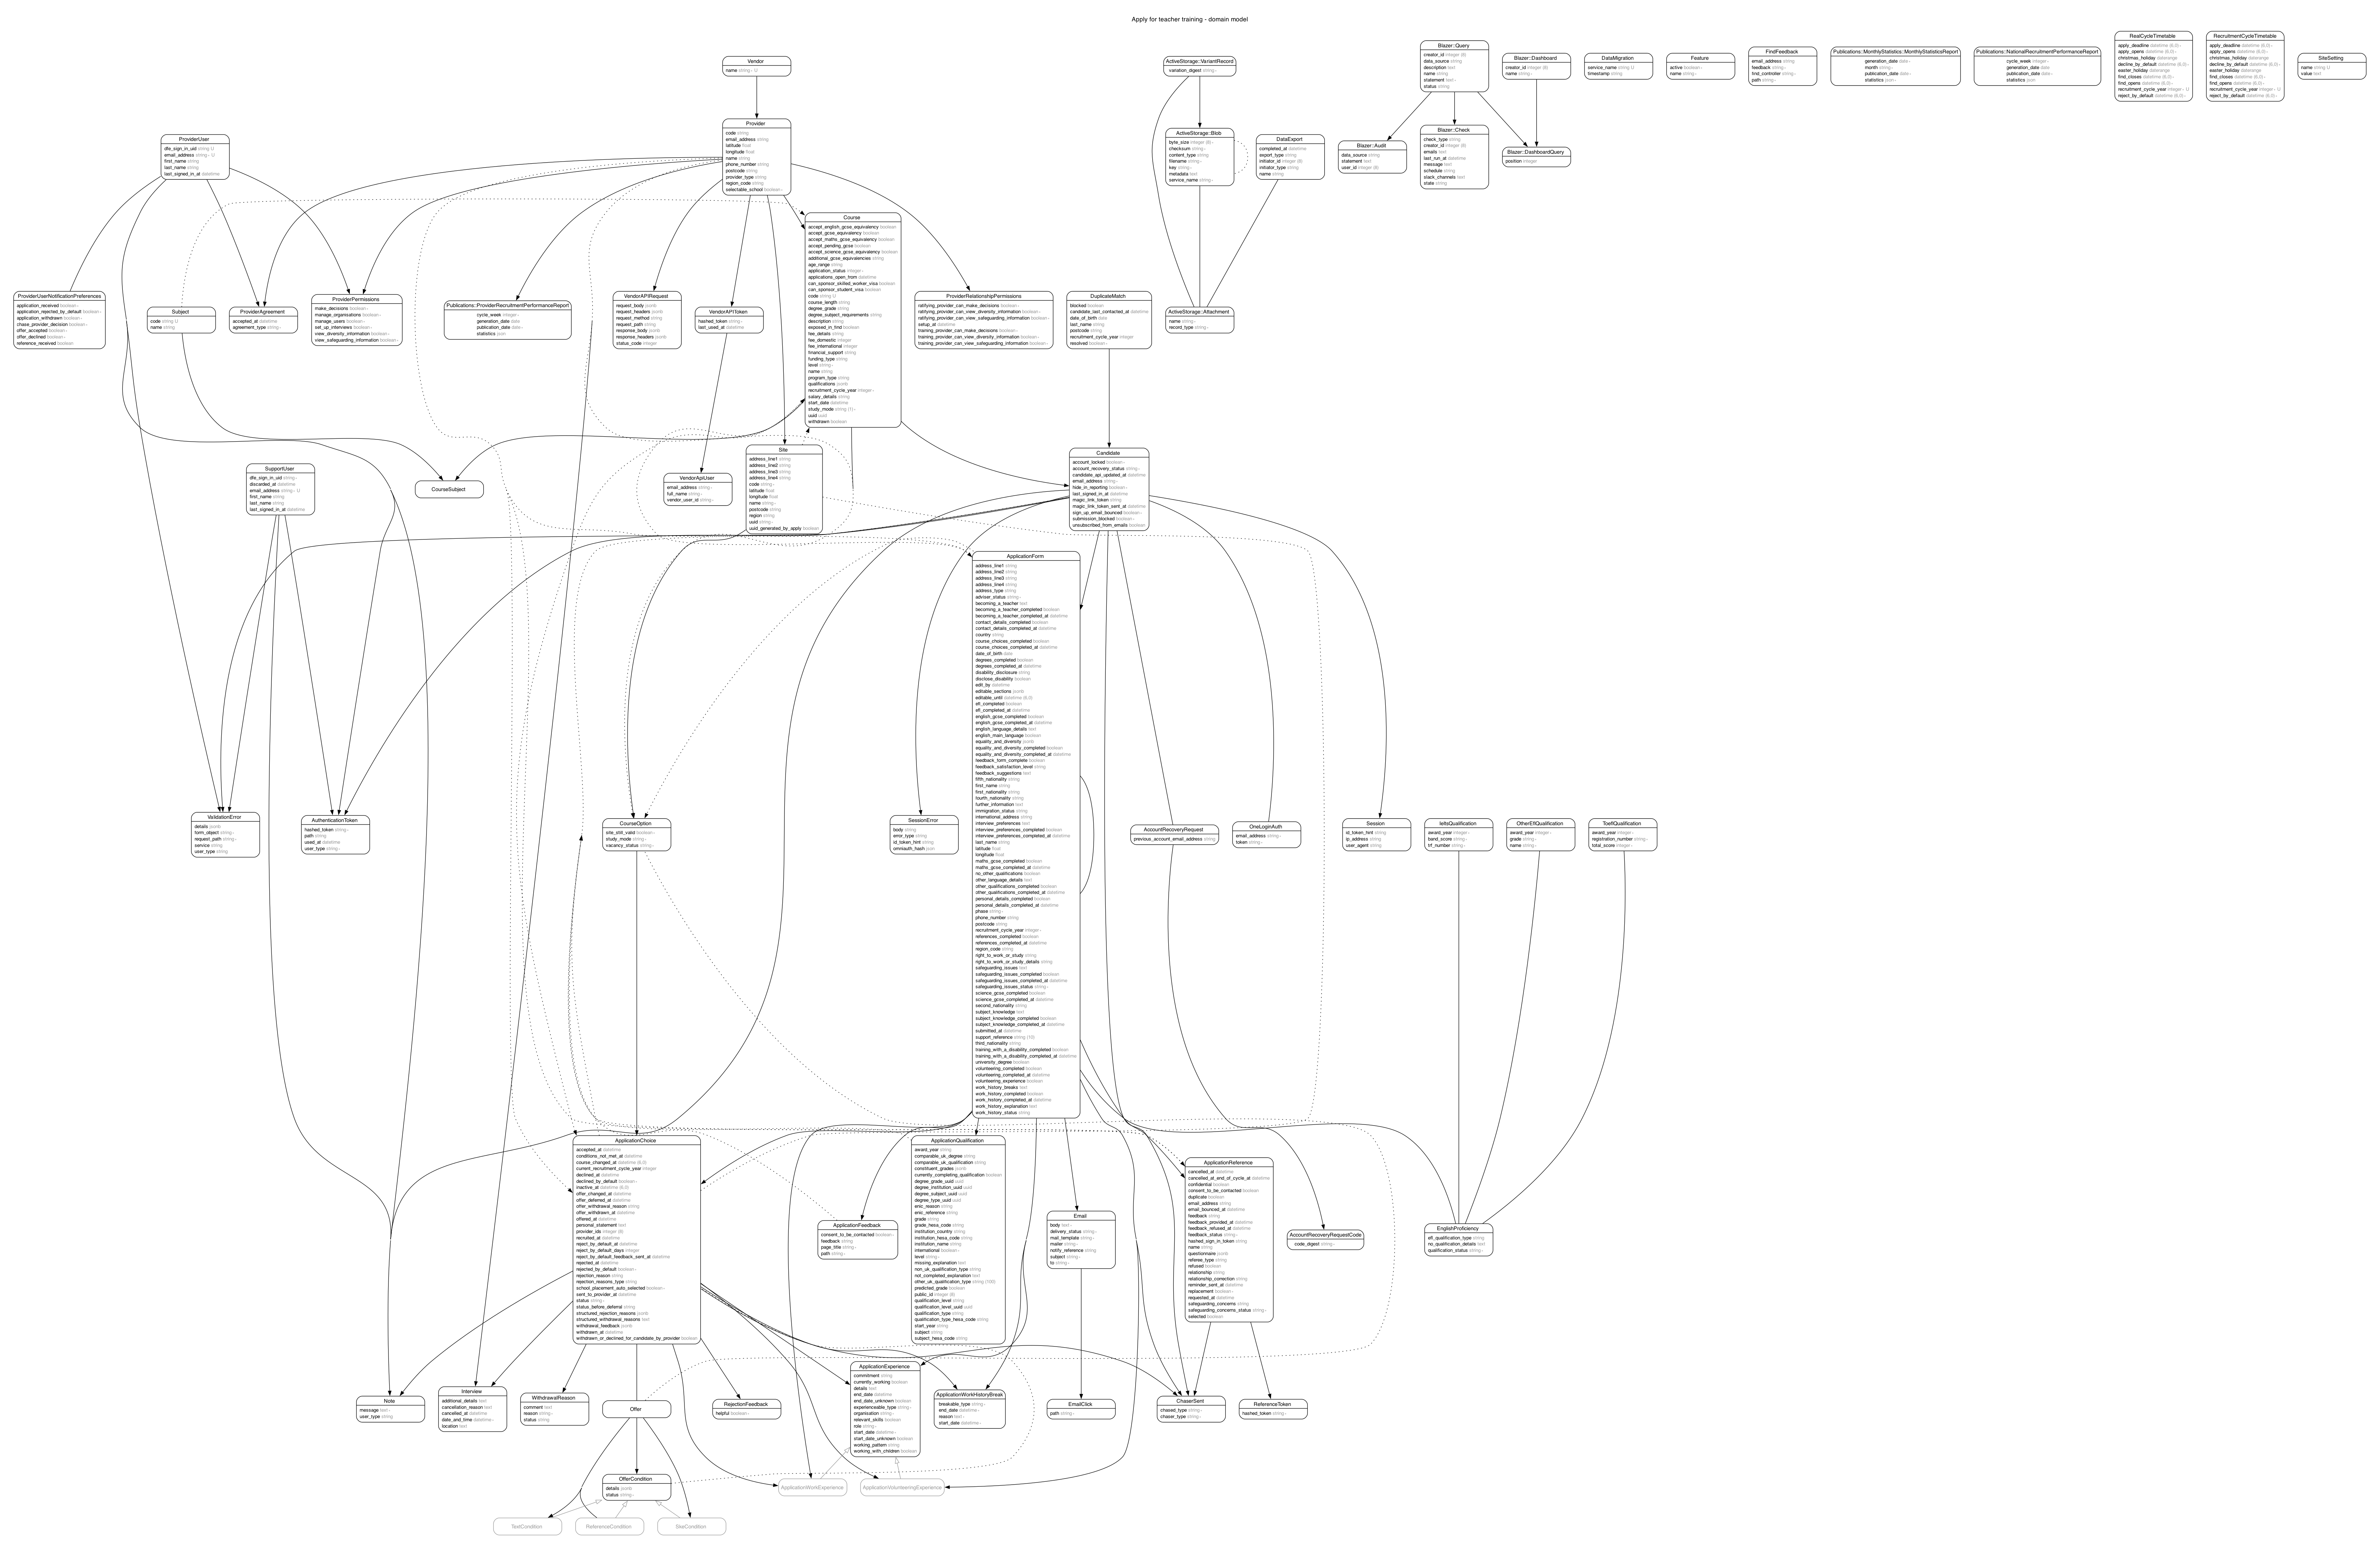 Apply for teacher training - domain model
Vendor
name string ∗ U
ActiveStorage::VariantRecord
variation_digest string ∗
Blazer::Query
creator_id integer (8)
data_source string
description text
name string
statement text ∗
status string
Blazer::Dashboard
creator_id integer (8)
name string ∗
DataMigration
service_name string U
timestamp string
Feature
active boolean ∗
name string ∗
FindFeedback
email_address string
feedback string ∗
find_controller string ∗
path string ∗
Publications::MonthlyStatistics::MonthlyStatisticsReport
generation_date date ∗
month string ∗
publication_date date ∗
statistics json ∗
Publications::NationalRecruitmentPerformanceReport
cycle_week integer ∗
generation_date date
publication_date date ∗
statistics json
RealCycleTimetable
apply_deadline datetime (6,0) ∗
apply_opens datetime (6,0) ∗
christmas_holiday daterange
decline_by_default datetime (6,0) ∗
easter_holiday daterange
find_closes datetime (6,0) ∗
find_opens datetime (6,0) ∗
recruitment_cycle_year integer ∗ U
reject_by_default datetime (6,0) ∗
RecruitmentCycleTimetable
apply_deadline datetime (6,0) ∗
apply_opens datetime (6,0) ∗
christmas_holiday daterange
decline_by_default datetime (6,0) ∗
easter_holiday daterange
find_closes datetime (6,0) ∗
find_opens datetime (6,0) ∗
recruitment_cycle_year integer ∗ U
reject_by_default datetime (6,0) ∗
SiteSetting
name string U
value text
ProviderUser
dfe_sign_in_uid string U
email_address string ∗ U
first_name string
last_name string
last_signed_in_at datetime
Provider
code string
email_address string
latitude float
longitude float
name string
phone_number string
postcode string
provider_type string
region_code string
selectable_school boolean ∗
ActiveStorage::Blob
byte_size integer (8) ∗
checksum string ∗
content_type string
filename string ∗
key string ∗
metadata text
service_name string ∗
DataExport
completed_at datetime
export_type string
initiator_id integer (8)
initiator_type string
name string
Blazer::Audit
data_source string
statement text
user_id integer (8)
Blazer::Check
check_type string
creator_id integer (8)
emails text
last_run_at datetime
message text
schedule string
slack_channels text
state string
Blazer::DashboardQuery
position integer
ProviderUserNotificationPreferences
application_received boolean ∗
application_rejected_by_default boolean ∗
application_withdrawn boolean ∗
chase_provider_decision boolean ∗
offer_accepted boolean ∗
offer_declined boolean ∗
reference_received boolean
Subject
code string U
name string
ProviderAgreement
accepted_at datetime
agreement_type string ∗
ProviderPermissions
make_decisions boolean ∗
manage_organisations boolean ∗
manage_users boolean ∗
set_up_interviews boolean ∗
view_diversity_information boolean ∗
view_safeguarding_information boolean ∗
Publications::ProviderRecruitmentPerformanceReport
cycle_week integer ∗
generation_date date
publication_date date ∗
statistics json
VendorAPIRequest
request_body jsonb
request_headers jsonb
request_method string
request_path string
response_body jsonb
response_headers jsonb
status_code integer
VendorAPIToken
hashed_token string ∗
last_used_at datetime
Course
accept_english_gcse_equivalency boolean
accept_gcse_equivalency boolean
accept_maths_gcse_equivalency boolean
accept_pending_gcse boolean
accept_science_gcse_equivalency boolean
additional_gcse_equivalencies string
age_range string
application_status integer ∗
applications_open_from datetime
can_sponsor_skilled_worker_visa boolean
can_sponsor_student_visa boolean
code string U
course_length string
degree_grade string
degree_subject_requirements string
description string
exposed_in_find boolean
fee_details string
fee_domestic integer
fee_international integer
financial_support string
funding_type string
level string ∗
name string
program_type string
qualifications jsonb
recruitment_cycle_year integer ∗
salary_details string
start_date datetime
study_mode string (1) ∗
uuid uuid
withdrawn boolean
ProviderRelationshipPermissions
ratifying_provider_can_make_decisions boolean ∗
ratifying_provider_can_view_diversity_information boolean ∗
ratifying_provider_can_view_safeguarding_information boolean ∗
setup_at datetime
training_provider_can_make_decisions boolean ∗
training_provider_can_view_diversity_information boolean ∗
training_provider_can_view_safeguarding_information boolean ∗
DuplicateMatch
blocked boolean
candidate_last_contacted_at datetime
date_of_birth date
last_name string
postcode string
recruitment_cycle_year integer
resolved boolean ∗
ActiveStorage::Attachment
name string ∗
record_type string ∗
SupportUser
dfe_sign_in_uid string ∗
discarded_at datetime
email_address string ∗ U
first_name string
last_name string
last_signed_in_at datetime
CourseSubject
VendorApiUser
email_address string ∗
full_name string ∗
vendor_user_id string ∗
Site
address_line1 string
address_line2 string
address_line3 string
address_line4 string
code string ∗
latitude float
longitude float
name string ∗
postcode string
region string
uuid string ∗
uuid_generated_by_apply boolean
Candidate
account_locked boolean ∗
account_recovery_status string ∗
candidate_api_updated_at datetime
email_address string ∗
hide_in_reporting boolean ∗
last_signed_in_at datetime
magic_link_token string
magic_link_token_sent_at datetime
sign_up_email_bounced boolean ∗
submission_blocked boolean ∗
unsubscribed_from_emails boolean
ApplicationForm
address_line1 string
address_line2 string
address_line3 string
address_line4 string
address_type string
adviser_status string ∗
becoming_a_teacher text
becoming_a_teacher_completed boolean
becoming_a_teacher_completed_at datetime
contact_details_completed boolean
contact_details_completed_at datetime
country string
course_choices_completed boolean
course_choices_completed_at datetime
date_of_birth date
degrees_completed boolean
degrees_completed_at datetime
disability_disclosure string
disclose_disability boolean
edit_by datetime
editable_sections jsonb
editable_until datetime (6,0)
efl_completed boolean
efl_completed_at datetime
english_gcse_completed boolean
english_gcse_completed_at datetime
english_language_details text
english_main_language boolean
equality_and_diversity jsonb
equality_and_diversity_completed boolean
equality_and_diversity_completed_at datetime
feedback_form_complete boolean
feedback_satisfaction_level string
feedback_suggestions text
fifth_nationality string
first_name string
first_nationality string
fourth_nationality string
further_information text
immigration_status string
international_address string
interview_preferences text
interview_preferences_completed boolean
interview_preferences_completed_at datetime
last_name string
latitude float
longitude float
maths_gcse_completed boolean
maths_gcse_completed_at datetime
no_other_qualifications boolean
other_language_details text
other_qualifications_completed boolean
other_qualifications_completed_at datetime
personal_details_completed boolean
personal_details_completed_at datetime
phase string ∗
phone_number string
postcode string
recruitment_cycle_year integer ∗
references_completed boolean
references_completed_at datetime
region_code string
right_to_work_or_study string
right_to_work_or_study_details string
safeguarding_issues text
safeguarding_issues_completed boolean
safeguarding_issues_completed_at datetime
safeguarding_issues_status string ∗
science_gcse_completed boolean
science_gcse_completed_at datetime
second_nationality string
subject_knowledge text
subject_knowledge_completed boolean
subject_knowledge_completed_at datetime
submitted_at datetime
support_reference string (10)
third_nationality string
training_with_a_disability_completed boolean
training_with_a_disability_completed_at datetime
university_degree boolean
volunteering_completed boolean
volunteering_completed_at datetime
volunteering_experience boolean
work_history_breaks text
work_history_completed boolean
work_history_completed_at datetime
work_history_explanation text
work_history_status string
ValidationError
details jsonb
form_object string ∗
request_path string ∗
service string
user_type string
AuthenticationToken
hashed_token string ∗
path string
used_at datetime
user_type string ∗
CourseOption
site_still_valid boolean ∗
study_mode string ∗
vacancy_status string ∗
SessionError
body string
error_type string
id_token_hint string
omniauth_hash json
AccountRecoveryRequest
previous_account_email_address string
OneLoginAuth
email_address string ∗
token string ∗
Session
id_token_hint string
ip_address string
user_agent string
IeltsQualification
award_year integer ∗
band_score string ∗
trf_number string ∗
OtherEflQualification
award_year integer ∗
grade string ∗
name string ∗
ToeflQualification
award_year integer ∗
registration_number string ∗
total_score integer ∗
ApplicationChoice
accepted_at datetime
conditions_not_met_at datetime
course_changed_at datetime (6,0)
current_recruitment_cycle_year integer
declined_at datetime
declined_by_default boolean ∗
inactive_at datetime (6,0)
offer_changed_at datetime
offer_deferred_at datetime
offer_withdrawal_reason string
offer_withdrawn_at datetime
offered_at datetime
personal_statement text
provider_ids integer (8)
recruited_at datetime
reject_by_default_at datetime
reject_by_default_days integer
reject_by_default_feedback_sent_at datetime
rejected_at datetime
rejected_by_default boolean ∗
rejection_reason string
rejection_reasons_type string
school_placement_auto_selected boolean ∗
sent_to_provider_at datetime
status string ∗
status_before_deferral string
structured_rejection_reasons jsonb
structured_withdrawal_reasons text
withdrawal_feedback jsonb
withdrawn_at datetime
withdrawn_or_declined_for_candidate_by_provider boolean
ApplicationFeedback
consent_to_be_contacted boolean ∗
feedback string
page_title string ∗
path string ∗
ApplicationQualification
award_year string
comparable_uk_degree string
comparable_uk_qualification string
constituent_grades jsonb
currently_completing_qualification boolean
degree_grade_uuid uuid
degree_institution_uuid uuid
degree_subject_uuid uuid
degree_type_uuid uuid
enic_reason string
enic_reference string
grade string
grade_hesa_code string
institution_country string
institution_hesa_code string
institution_name string
international boolean ∗
level string ∗
missing_explanation text
non_uk_qualification_type string
not_completed_explanation text
other_uk_qualification_type string (100)
predicted_grade boolean
public_id integer (8)
qualification_level string
qualification_level_uuid uuid
qualification_type string
qualification_type_hesa_code string
start_year string
subject string
subject_hesa_code string
Email
body text ∗
delivery_status string ∗
mail_template string ∗
mailer string ∗
notify_reference string
subject string ∗
to string ∗
ApplicationReference
cancelled_at datetime
cancelled_at_end_of_cycle_at datetime
confidential boolean
consent_to_be_contacted boolean
duplicate boolean
email_address string
email_bounced_at datetime
feedback string
feedback_provided_at datetime
feedback_refused_at datetime
feedback_status string ∗
hashed_sign_in_token string
name string
questionnaire jsonb
referee_type string
refused boolean
relationship string
relationship_correction string
reminder_sent_at datetime
replacement boolean ∗
requested_at datetime
safeguarding_concerns string
safeguarding_concerns_status string ∗
selected boolean
AccountRecoveryRequestCode
code_digest string ∗
EnglishProficiency
efl_qualification_type string
no_qualification_details text
qualification_status string ∗
Note
message text ∗
user_type string
Interview
additional_details text
cancellation_reason text
cancelled_at datetime
date_and_time datetime ∗
location text
WithdrawalReason
comment text
reason string ∗
status string
Offer
RejectionFeedback
helpful boolean ∗
ApplicationExperience
commitment string
currently_working boolean
details text
end_date datetime
end_date_unknown boolean
experienceable_type string ∗
organisation string ∗
relevant_skills boolean
role string ∗
start_date datetime ∗
start_date_unknown boolean
working_pattern string
working_with_children boolean
ApplicationWorkHistoryBreak
breakable_type string ∗
end_date datetime ∗
reason text ∗
start_date datetime ∗
EmailClick
path string ∗
ChaserSent
chased_type string ∗
chaser_type string ∗
ReferenceToken
hashed_token string ∗
OfferCondition
details jsonb
status string ∗
ApplicationWorkExperience
ApplicationVolunteeringExperience
TextCondition
ReferenceCondition
SkeCondition